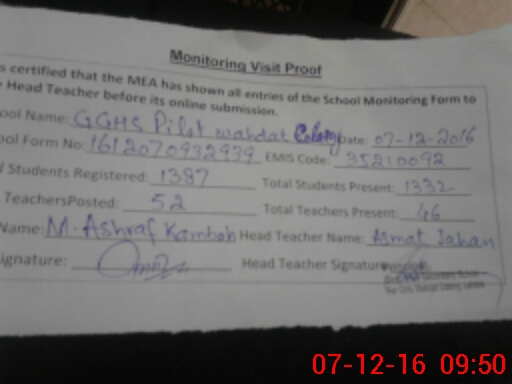 Monitoring Visit Proof
s certified that the MEA has shown all entries of the School Monitoring Form to
Head Teacher before its online submission.
ool Name: GGHS Pilot wahdat Colony Date: 07-12-2016
ool Form No: 1612070932939 EMIS Code: 35210092
Students Registered: 1387 Total Students Present: 1332
TeachersPosted: 52 Total Teachers Present: 46
Name: M. Ashraf Kamboh Head Teacher Name: Asmat Jahan
ignature: Head Teacher Signature
07-12-16 09:50